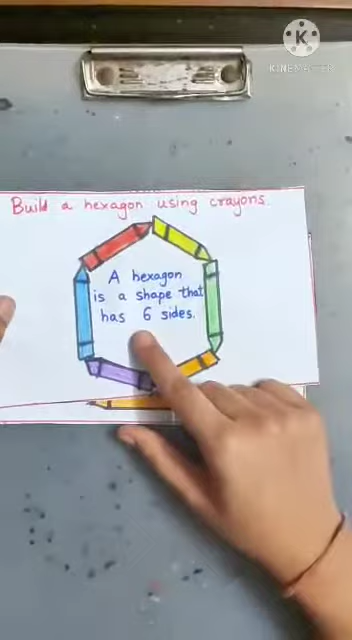 K
KINEMASTER
Build a hexagon using crayons.
A hexagon
is a shape that
has 6 sides.